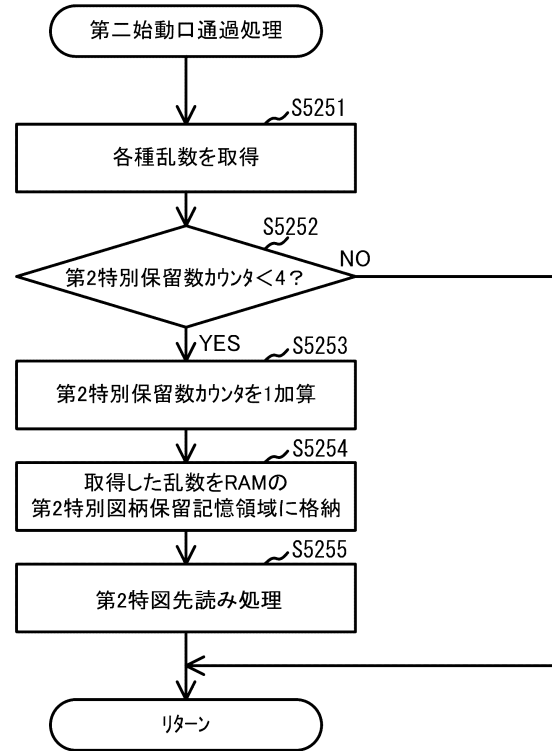 第二始動口通過処理
S5251
各種乱数を取得
S5252
第2特別保留数カウンタ<4?
NO
YES
S5253
第2特別保留数カウンタを1加算
S5254
取得した乱数をRAMの
第2特別図柄保留記憶領域に格納
S5255
第2特図先読み処理
リターン